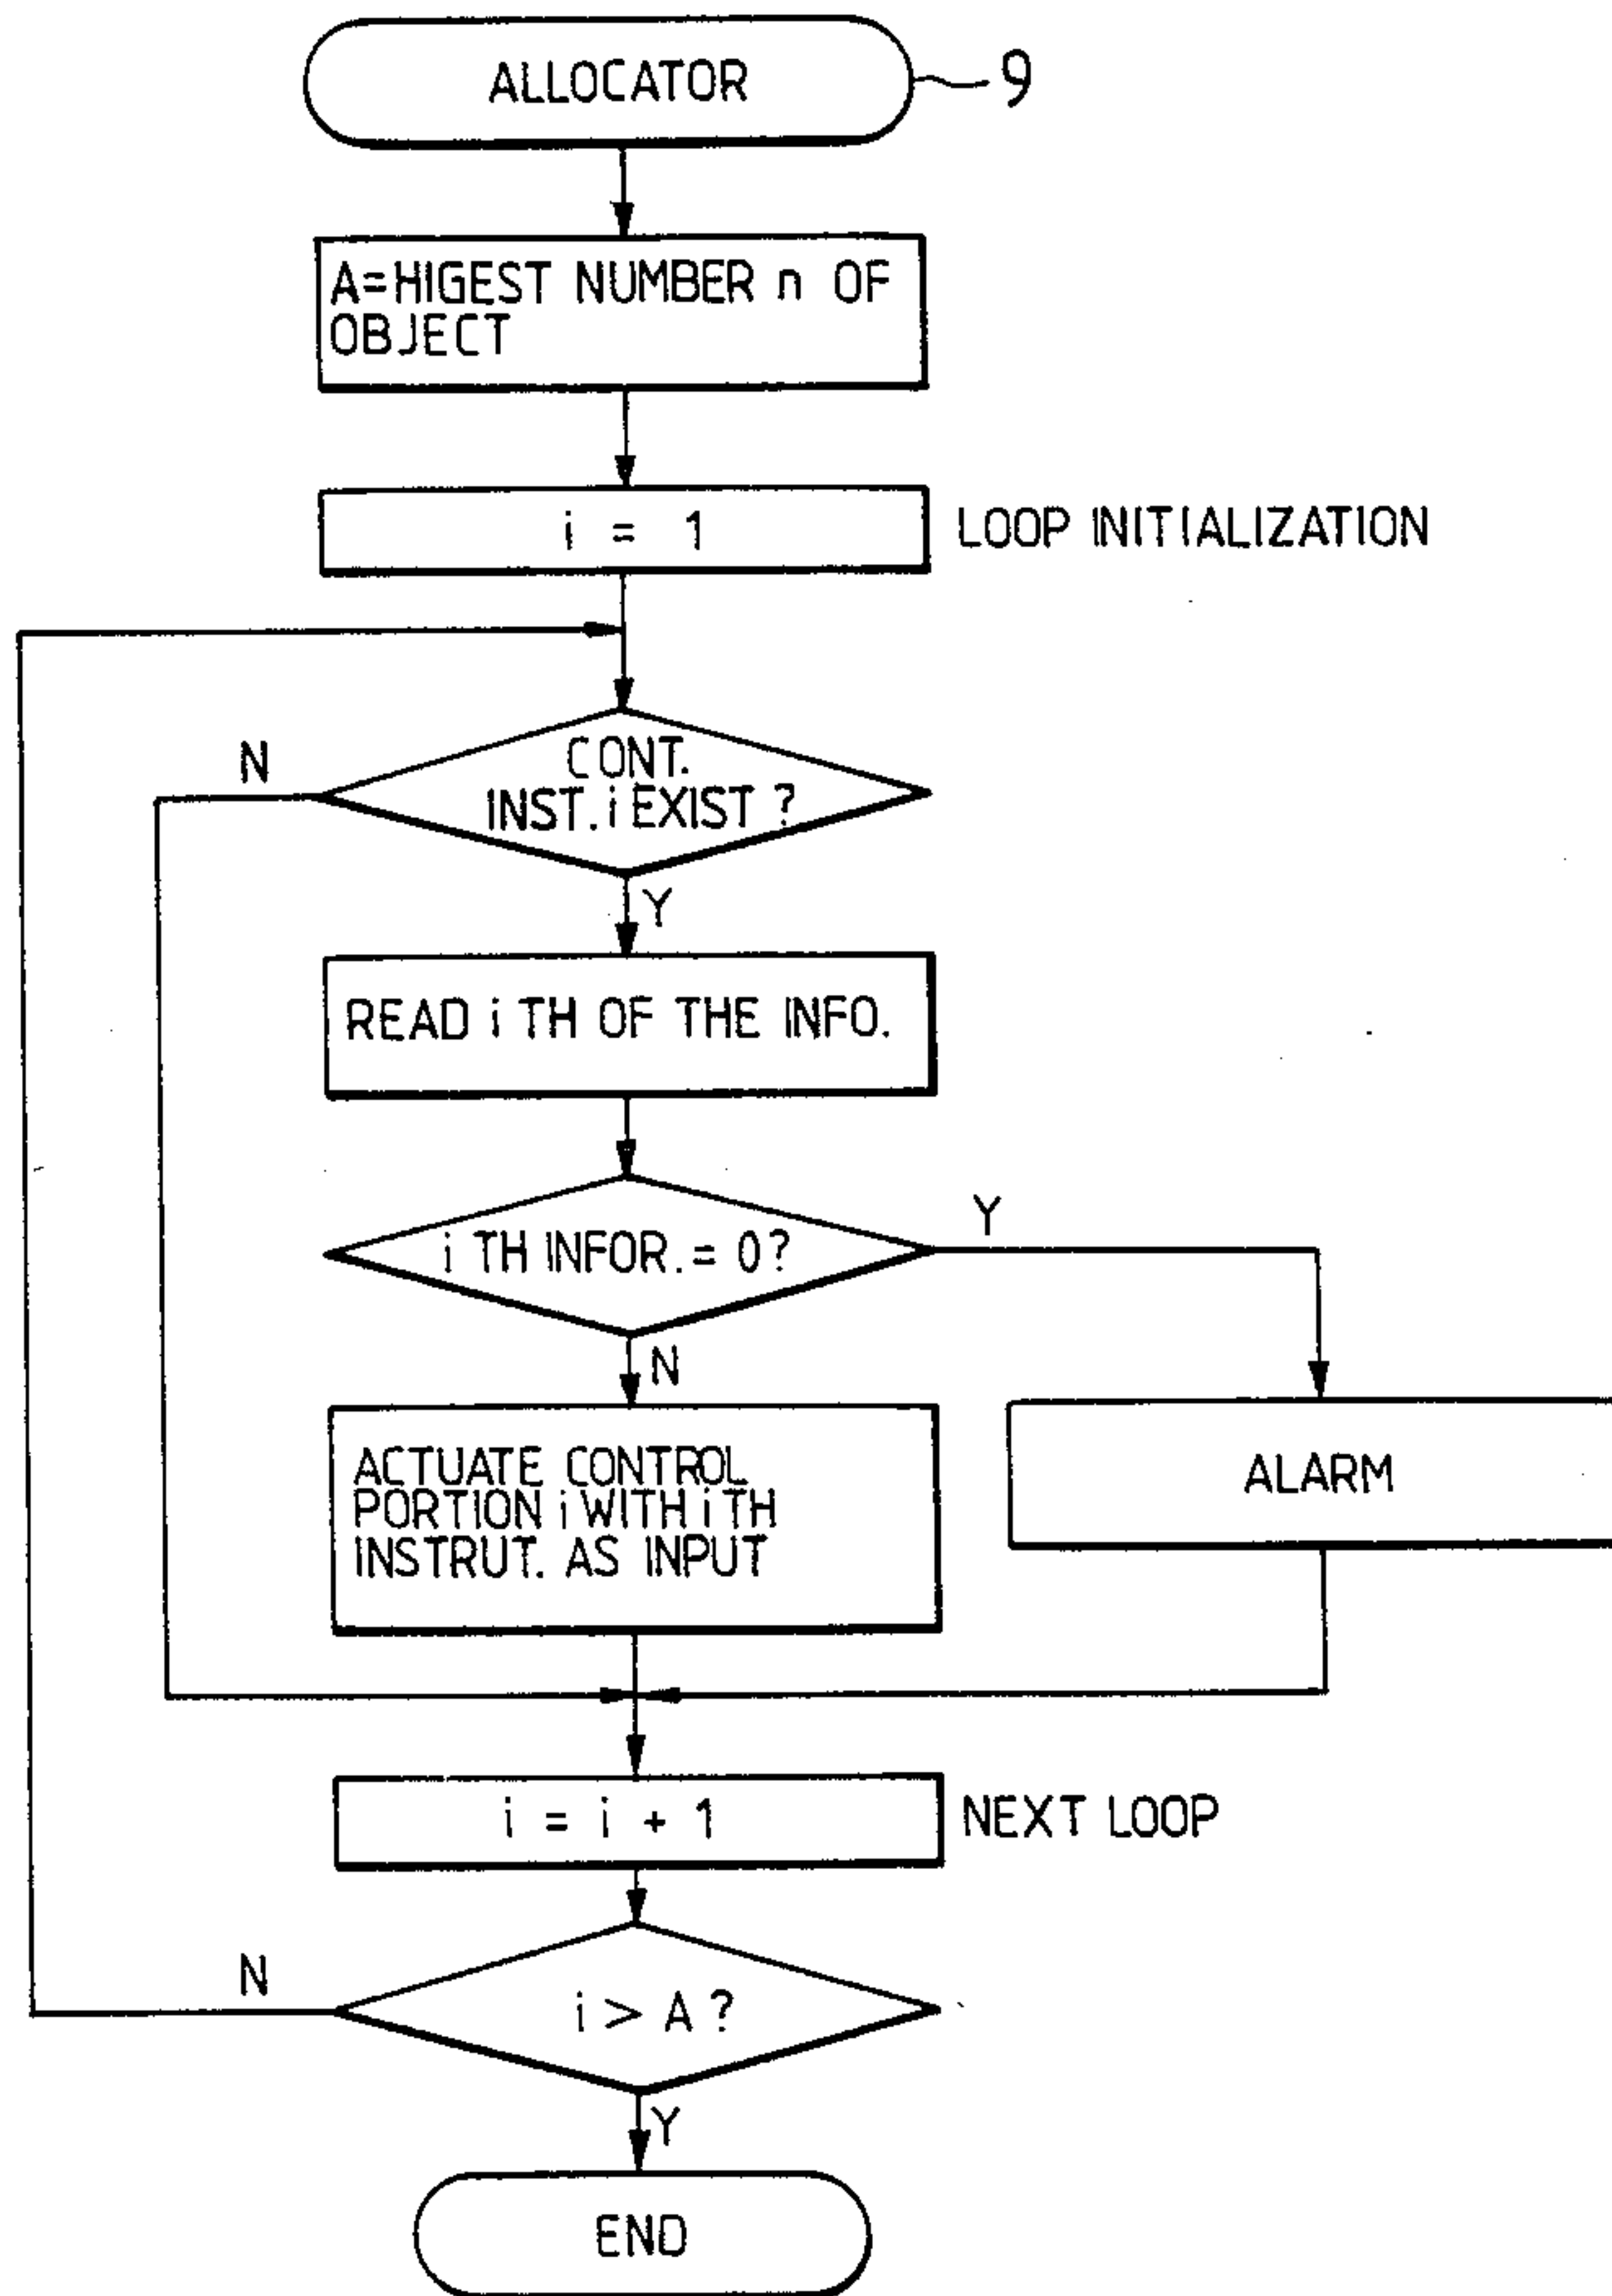 ALLOCATOR
9
A=HIGEST NUMBER n OF
OBJECT
i = 1
LOOP INITIALIZATION
N
CONT.
INST. i EXIST ?
Y
READ i TH OF THE INFO.
i TH INFOR. = 0?
Y
N
ACTUATE CONTROL
PORTION i WITH i TH
INSTRUT. AS INPUT
ALARM
i = i + 1
NEXT LOOP
N
i > A ?
Y
END